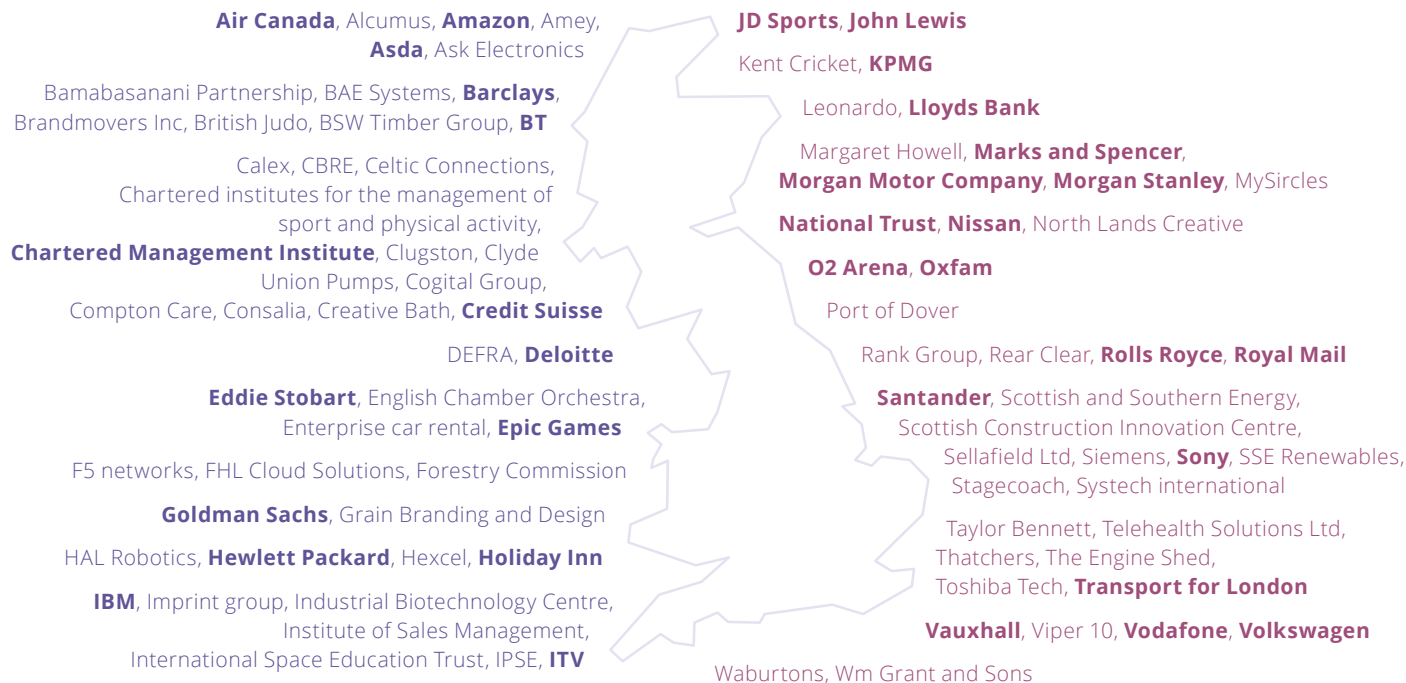 Air Canada, Alcumus, Amazon, Amey,
Asda, Ask Electronics
Bamabasanani Partnership, BAE Systems, Barclays,
Brandmovers Inc, British Judo, BSW Timber Group, BT
Calex, CBRE, Celtic Connections,
Chartered institutes for the management of
sport and physical activity,
Chartered Management Institute, Clugston, Clyde
Union Pumps, Cogital Group,
Compton Care, Consalia, Creative Bath, Credit Suisse
DEFRA, Deloitte
Eddie Stobart, English Chamber Orchestra,
Enterprise car rental, Epic Games
F5 networks, FHL Cloud Solutions, Forestry Commission
Goldman Sachs, Grain Branding and Design
HAL Robotics, Hewlett Packard, Hexcel, Holiday Inn
IBM, Imprint group, Industrial Biotechnology Centre,
Institute of Sales Management,
International Space Education Trust, IPSE, ITV
JD Sports, John Lewis
Kent Cricket, KPMG
Leonardo, Lloyds Bank
Margaret Howell, Marks and Spencer,
Morgan Motor Company, Morgan Stanley, MySircles
National Trust, Nissan, North Lands Creative
O2 Arena, Oxfam
Port of Dover
Rank Group, Rear Clear, Rolls Royce, Royal Mail
Santander, Scottish and Southern Energy,
Scottish Construction Innovation Centre,
Sellafield Ltd, Siemens, Sony, SSE Renewables,
Stagecoach, Systech international
Taylor Bennett, Telehealth Solutions Ltd,
Thatchers, The Engine Shed,
Toshiba Tech, Transport for London
Vauxhall, Viper 10, Vodafone, Volkswagen
Waburtons, Wm Grant and Sons